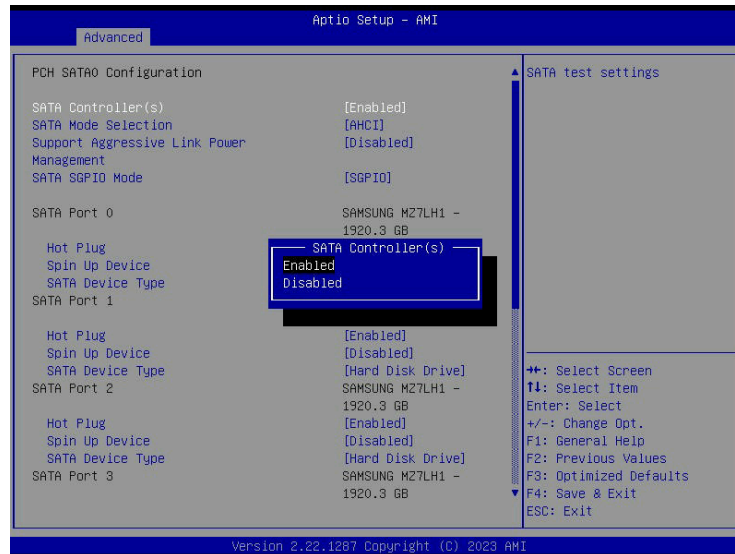 Aptio Setup - AMI
Advanced
PCH SATA0 Configuration
SATA test settings
SATA Controller(s) [Enabled]
SATA Mode Selection [AHCI]
Support Aggressive Link Power [Disabled]
Management
SATA SGPIO Mode [SGPIO]
SATA Port 0 SAMSUNG MZ7LH1 -
1920.3 GB
Hot Plug
Spin Up Device
SATA Device Type
SATA Port 1
SATA Controller(s)
Enabled
Disabled
Hot Plug [Enabled]
Spin Up Device [Disabled]
SATA Device Type [Hard Disk Drive]
SATA Port 2 SAMSUNG MZ7LH1 -
1920.3 GB
Hot Plug [Enabled]
Spin Up Device [Disabled]
SATA Device Type [Hard Disk Drive]
SATA Port 3 SAMSUNG MZ7LH1 -
1920.3 GB
→←: Select Screen
↑↓: Select Item
Enter: Select
+/-: Change Opt.
F1: General Help
F2: Previous Values
F3: Optimized Defaults
F4: Save & Exit
ESC: Exit
Version 2.22.1287 Copyright (C) 2023 AMI